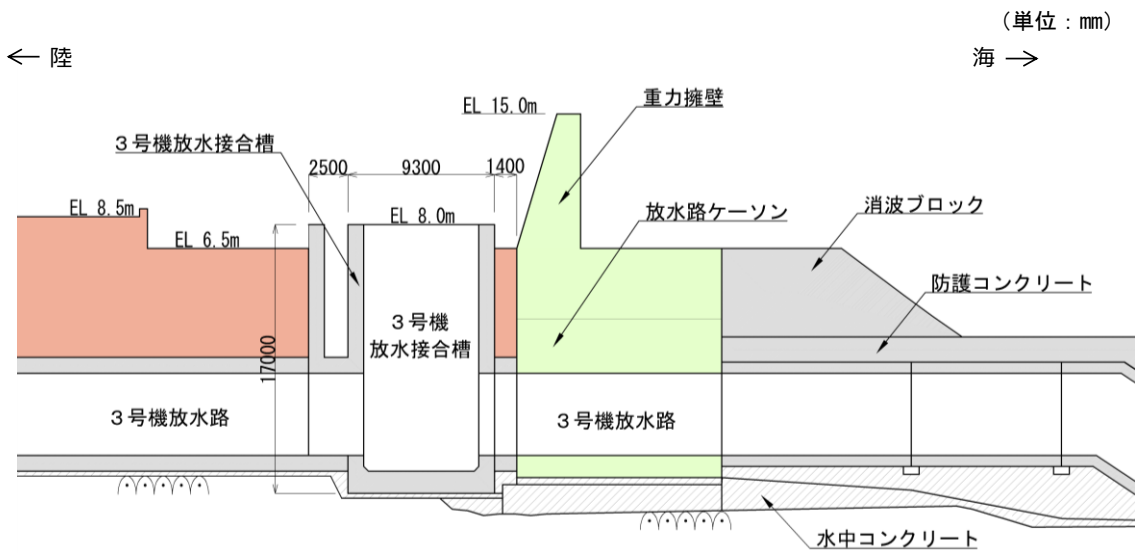 (単位：mm)
← 陸
海 →
EL 15.0m
重力擁壁
3号機放水接合槽
2500
9300
1400
EL 8.5m
EL 8.0m
放水路ケーソン
消波ブロック
EL 6.5m
防護コンクリート
17000
3号機
放水接合槽
3号機放水路
3号機放水路
水中コンクリート